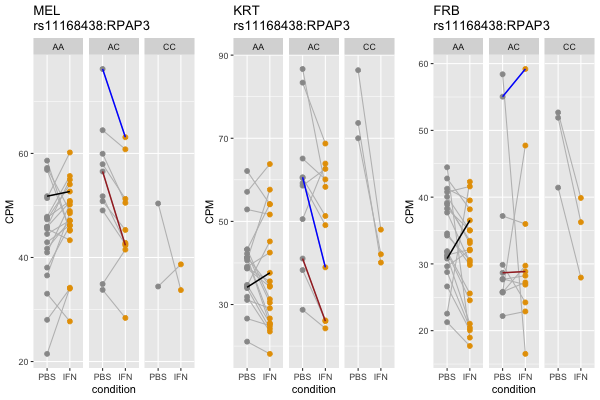 MEL
rs11168438:RPAP3
AA AC CC
CPM
60
40
20
PBS IFN PBS IFN PBS IFN
condition
KRT
rs11168438:RPAP3
AA AC CC
CPM
90
70
50
30
PBS IFN PBS IFN PBS IFN
condition
FRB
rs11168438:RPAP3
AA AC CC
CPM
60
50
40
30
20
PBS IFN PBS IFN PBS IFN
condition